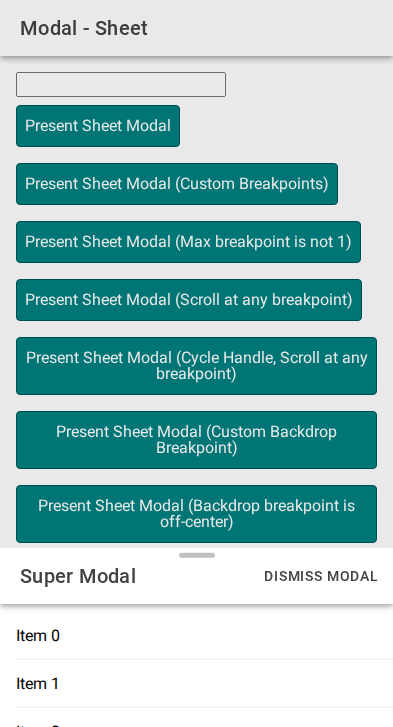 Modal - Sheet
Present Sheet Modal
Present Sheet Modal (Custom Breakpoints)
Present Sheet Modal (Max breakpoint is not 1)
Present Sheet Modal (Scroll at any breakpoint)
Present Sheet Modal (Cycle Handle, Scroll at any
breakpoint)
Present Sheet Modal (Custom Backdrop
Breakpoint)
Present Sheet Modal (Backdrop breakpoint is
off-center)
Super Modal
DISMISS MODAL
Item 0
Item 1